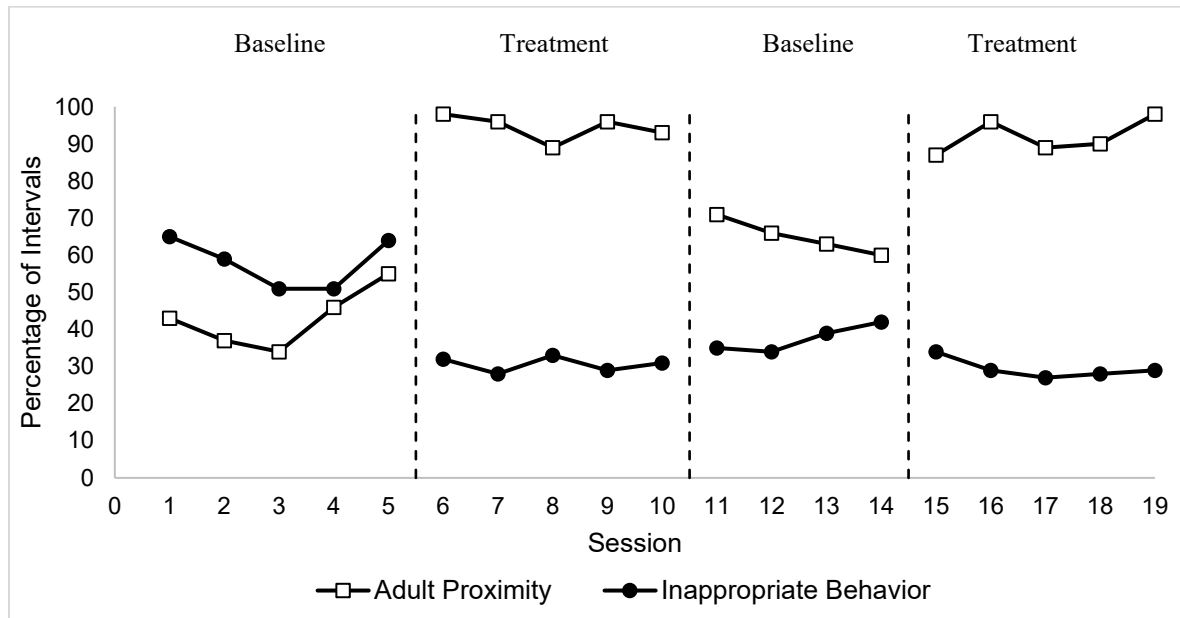 Baseline Treatment Baseline Treatment
100
90
80
70
60
50
40
30
20
10
0
Percentage of Intervals
0 1 2 3 4 5 6 7 8 9 10 11 12 13 14 15 16 17 18 19
Session
Adult Proximity Inappropriate Behavior